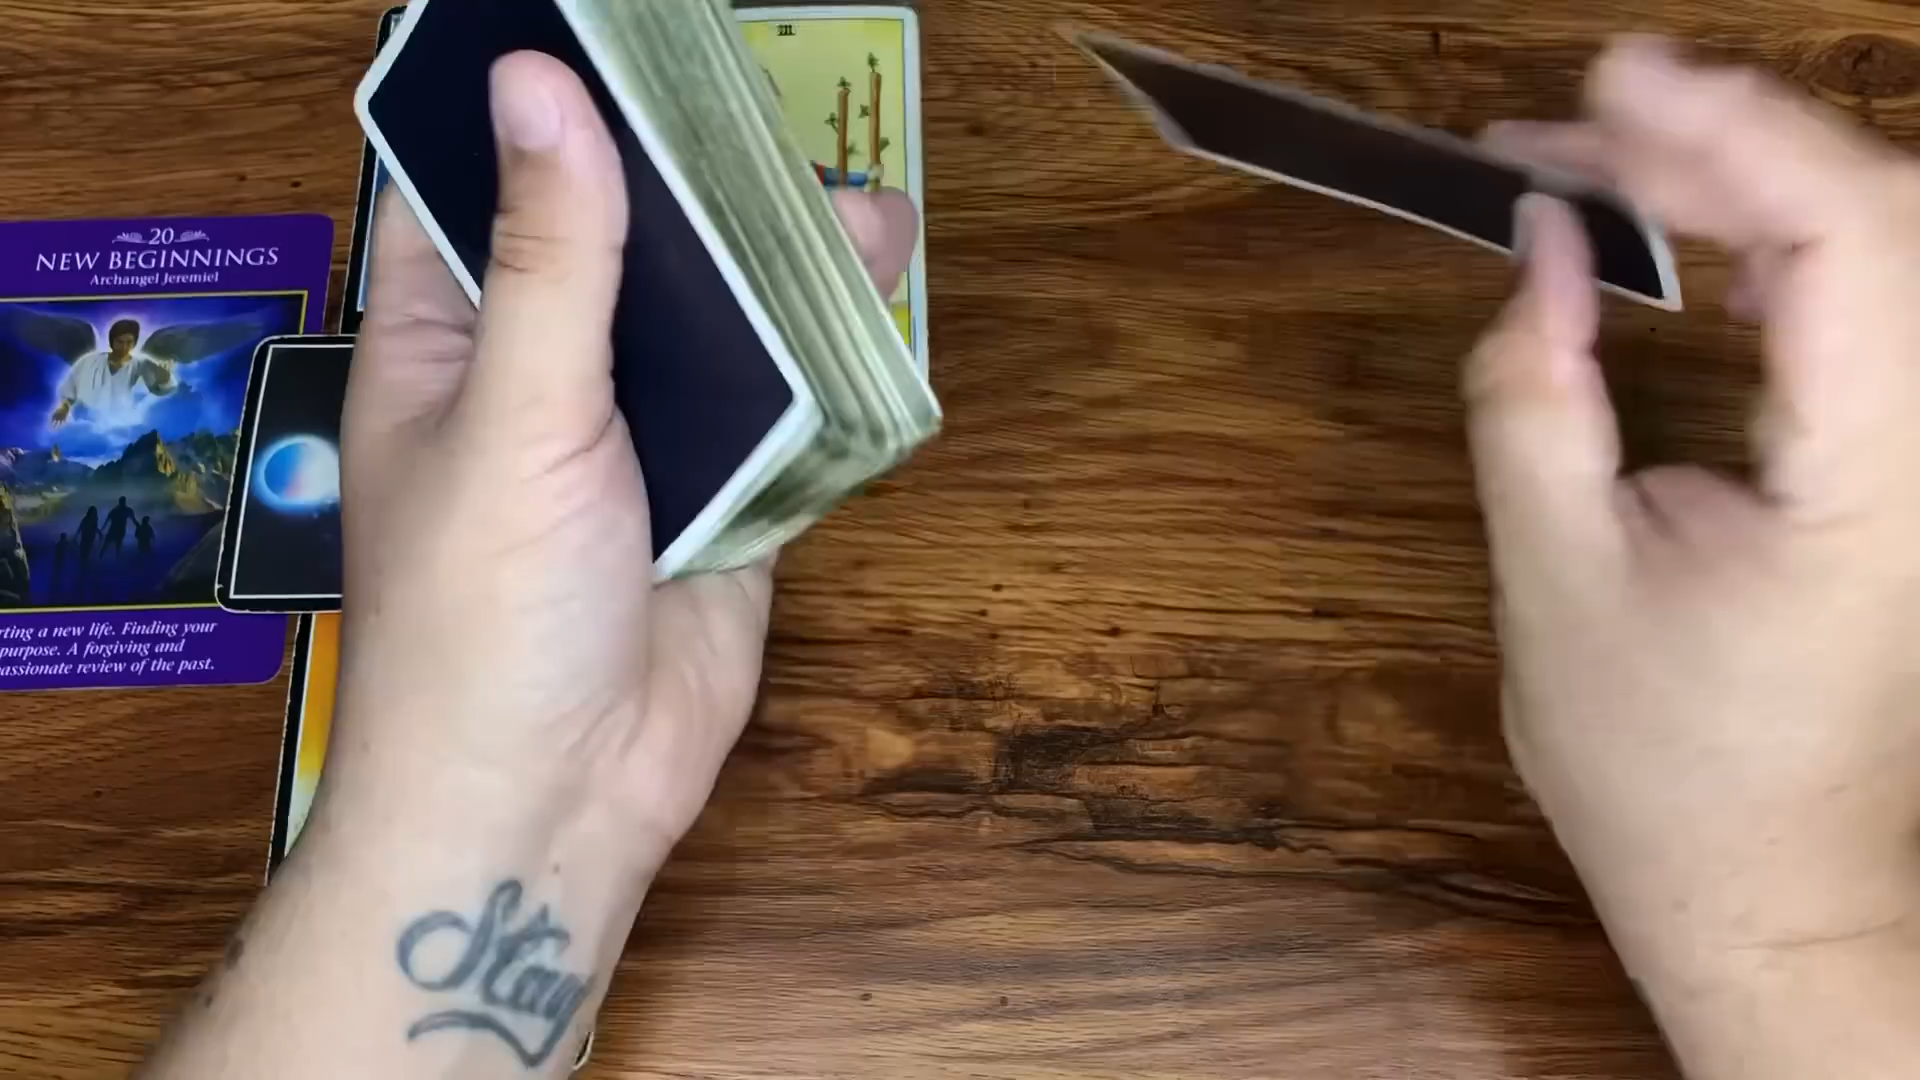 20
NEW BEGINNINGS
Archangel Jeremiel
rting a new life. Finding your
purpose. A forgiving and
assionate review of the past.
Stay